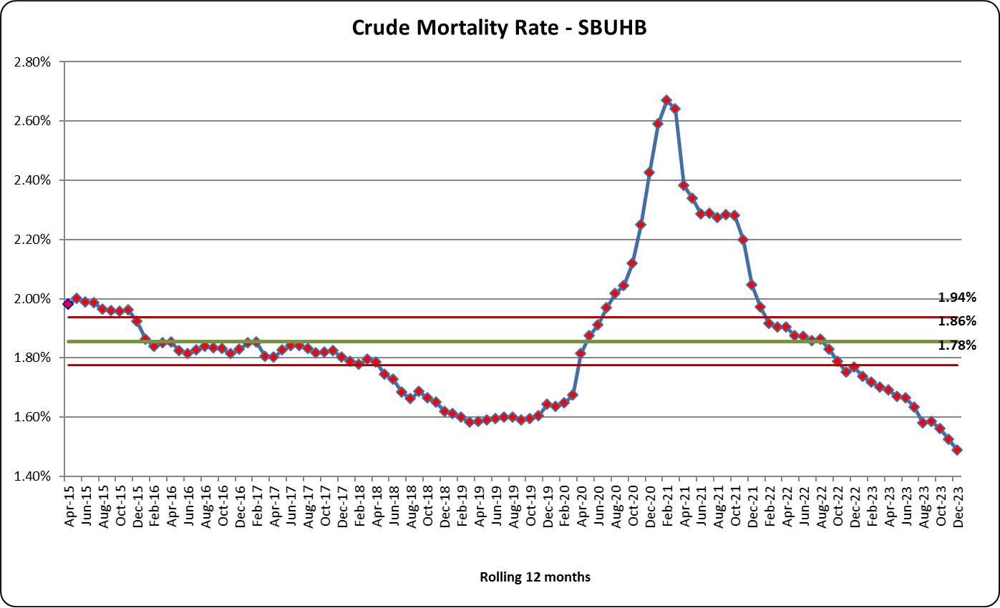 Crude Mortality Rate - SBUHB
2.80%
2.60%
2.40%
2.20%
2.00%
1.80%
1.60%
1.40%
1.94%
1.86%
1.78%
Apr-15
Jun-15
Aug-15
Oct-15
Dec-15
Feb-16
Apr-16
Jun-16
Aug-16
Oct-16
Dec-16
Feb-17
Apr-17
Jun-17
Aug-17
Oct-17
Dec-17
Feb-18
Apr-18
Jun-18
Aug-18
Oct-18
Dec-18
Feb-19
Apr-19
Jun-19
Aug-19
Oct-19
Dec-19
Feb-20
Apr-20
Jun-20
Aug-20
Oct-20
Dec-20
Feb-21
Apr-21
Jun-21
Aug-21
Oct-21
Dec-21
Feb-22
Apr-22
Jun-22
Aug-22
Oct-22
Dec-22
Feb-23
Apr-23
Jun-23
Aug-23
Oct-23
Dec-23
Rolling 12 months